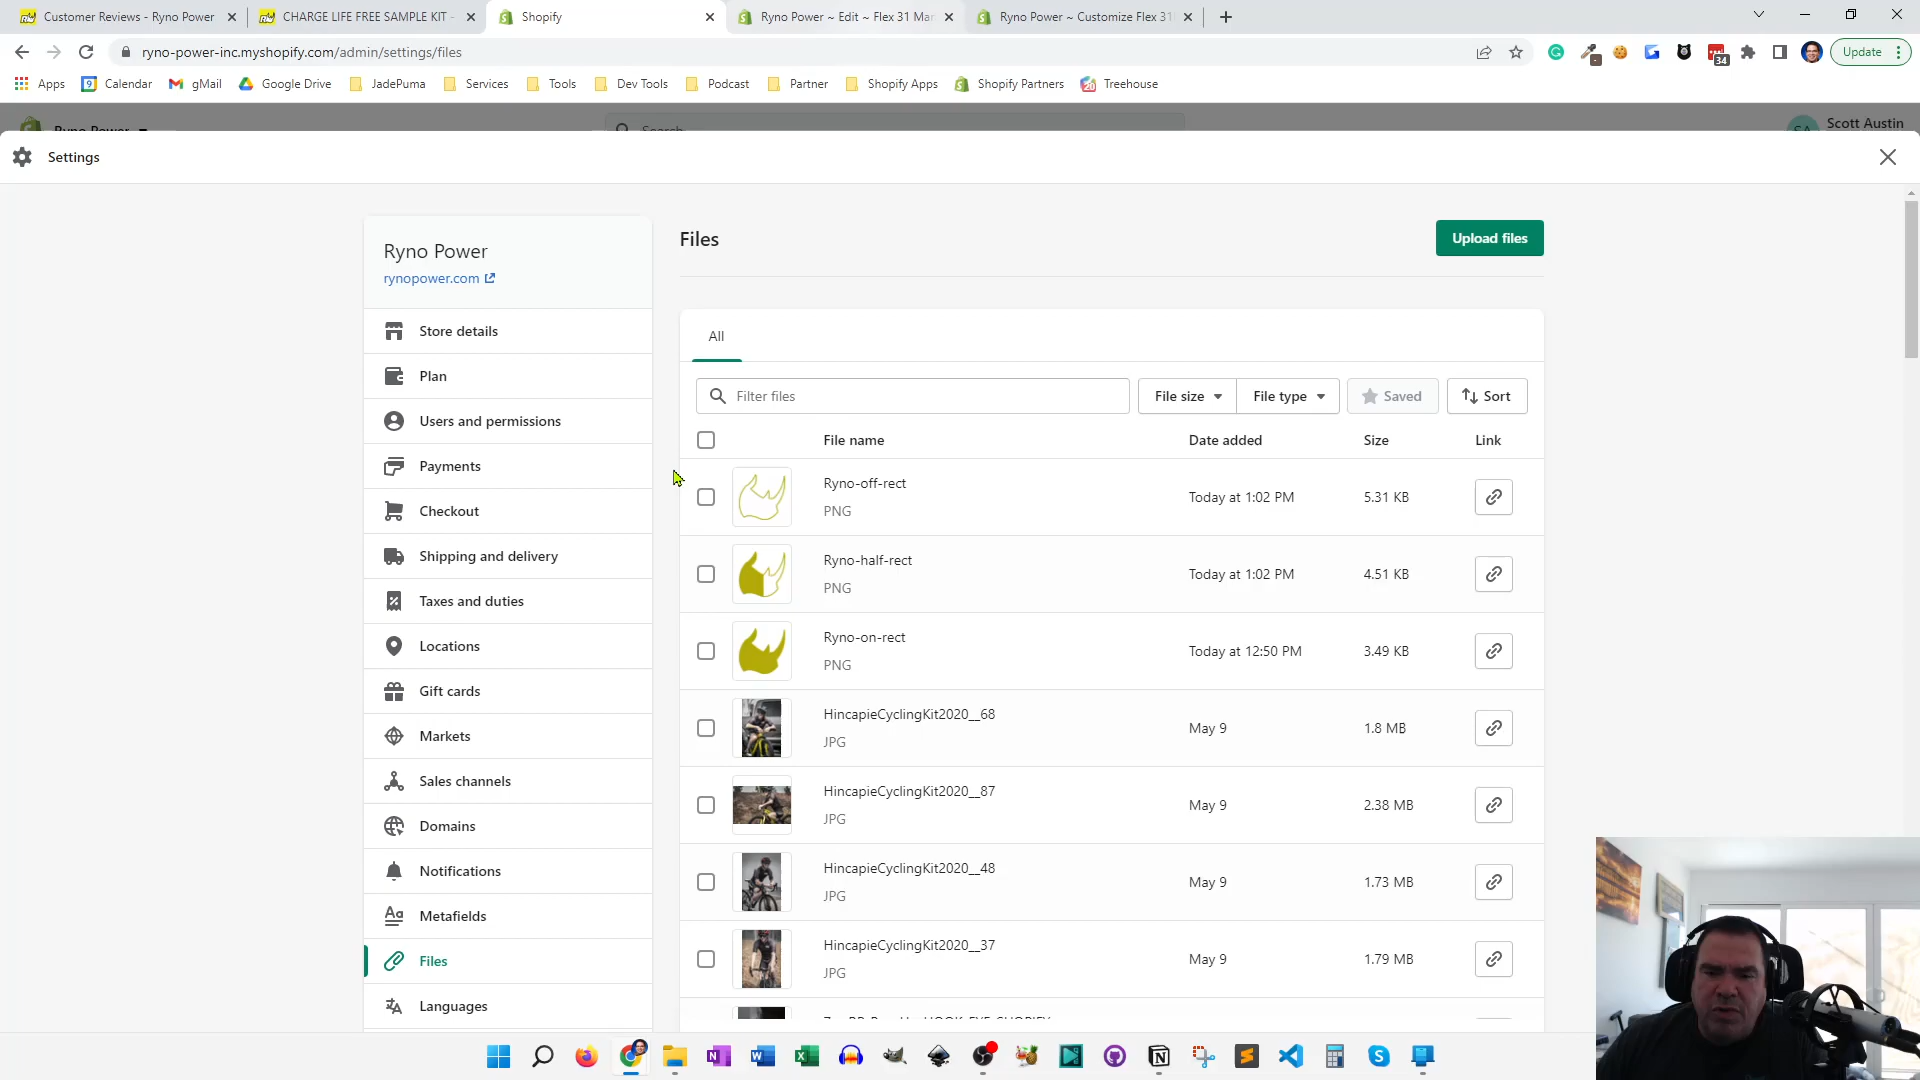 Customer Reviews - Ryno Power
CHARGE LIFE FREE SAMPLE KIT -
Shopify
Ryno Power ~ Edit ~ Flex 31 Mar
Ryno Power ~ Customize Flex 31
ryno-power-inc.myshopify.com/admin/settings/files
34
Update
Apps
Calendar
gMail
Google Drive
JadePuma
Services
Tools
Dev Tools
Podcast
Partner
Shopify Apps
Shopify Partners
Treehouse
Ryno Power
Search
SA
Scott Austin
Settings
Ryno Power
rynopower.com
Store details
Plan
Users and permissions
Payments
Checkout
Shipping and delivery
Taxes and duties
Locations
Gift cards
Markets
Sales channels
Domains
Notifications
Metafields
Files
Languages
Files
Upload files
All
Filter files
File size
File type
Saved
Sort
File name Date added Size Link
Ryno-off-rect
PNG
Today at 1:02 PM 5.31 KB
Ryno-half-rect
PNG
Today at 1:02 PM 4.51 KB
Ryno-on-rect
PNG
Today at 12:50 PM 3.49 KB
HincapieCyclingKit2020__68
JPG
May 9 1.8 MB
HincapieCyclingKit2020__87
JPG
May 9 2.38 MB
HincapieCyclingKit2020__48
JPG
May 9 1.73 MB
HincapieCyclingKit2020__37
JPG
May 9 1.79 MB